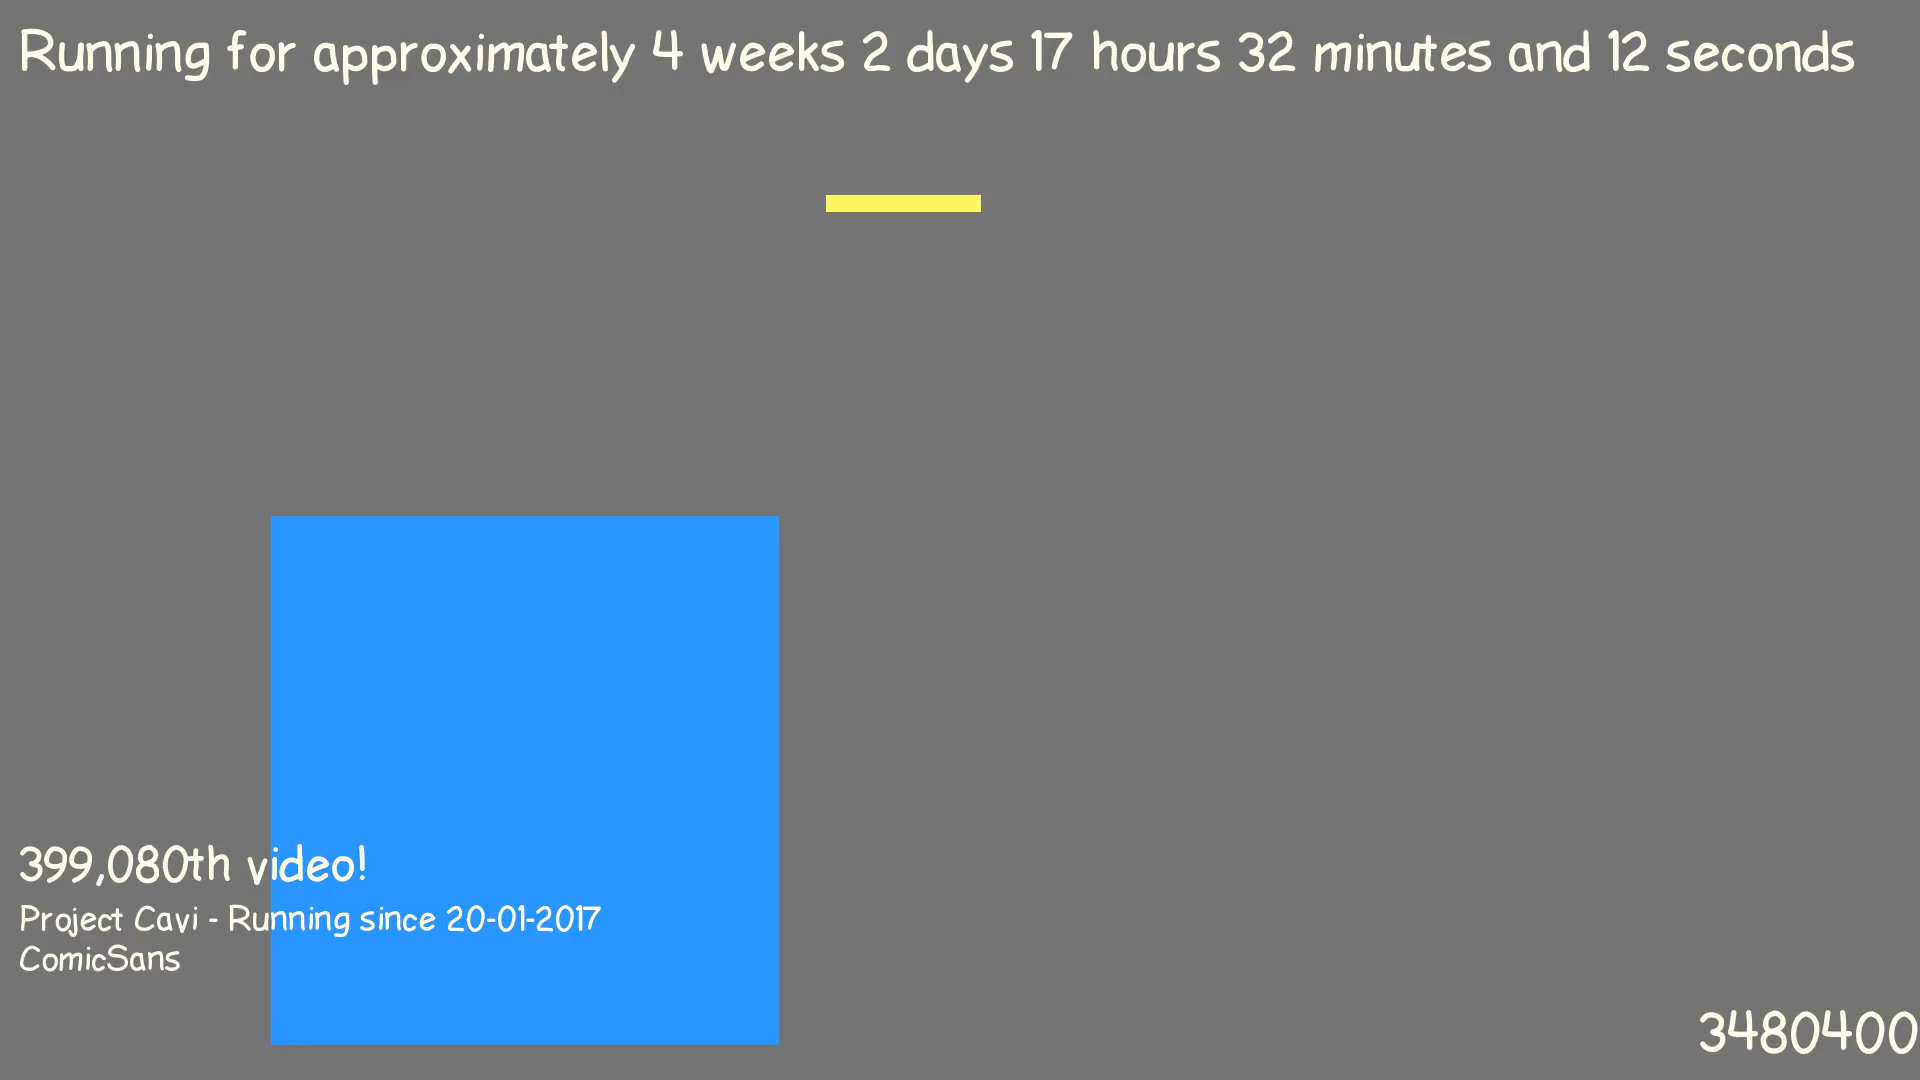 Running for approximately 4 weeks 2 days 17 hours 32 minutes and 12 seconds
399,080th video!
Project Cavi - Running since 20-01-2017
ComicSans
3480400